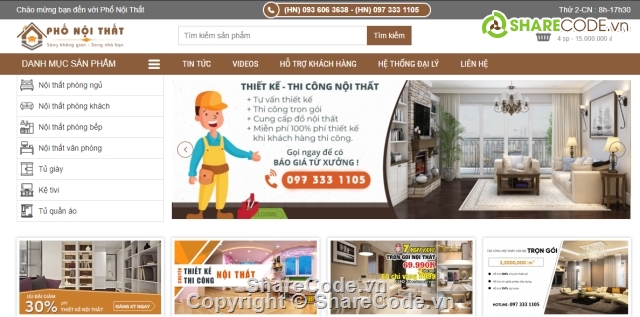 Chào mừng bạn đến với Phố Nội Thất
(HN) 093 606 3638 - (HN) 097 333 1105
Thứ 2-CN : 8h-17h30
PHỐ NỘI THẤT
Sáng không gian - Sang nhà bạn
Tìm kiếm sản phẩm
Tìm kiếm
SHARECODE.vn
4 sp - 15.000.000 đ
DANH MỤC SẢN PHẨM
TIN TỨC
VIDEOS
HỖ TRỢ KHÁCH HÀNG
HỆ THỐNG ĐẠI LÝ
LIÊN HỆ
Nội thất phòng ngủ
Nội thất phòng khách
Nội thất phòng bếp
Nội thất văn phòng
Tủ giày
Kệ tivi
Tủ quần áo
THIẾT KẾ - THI CÔNG NỘI THẤT
+ Tư vấn thiết kế
+ Thi công trọn gói
+ Cung cấp đồ nội thất
+ Miễn phí 100% phí thiết kế
khi khách hàng thi công
Gọi ngay để có
BÁO GIÁ TỪ XƯỞNG !
097 333 1105
WELCOME
ƯU ĐÃI GIẢM
30%
THIẾT KẾ NỘI THẤT
ĐĂNG KÝ NGAY
CHUYÊN
THIẾT KẾ
THI CÔNG
NỘI THẤT
TRỌN GÓI NỘI THẤT
TRỌN GÓI
HOTLINE: 097 333 1105
ShareCode.vn
Copyright © ShareCode.vn